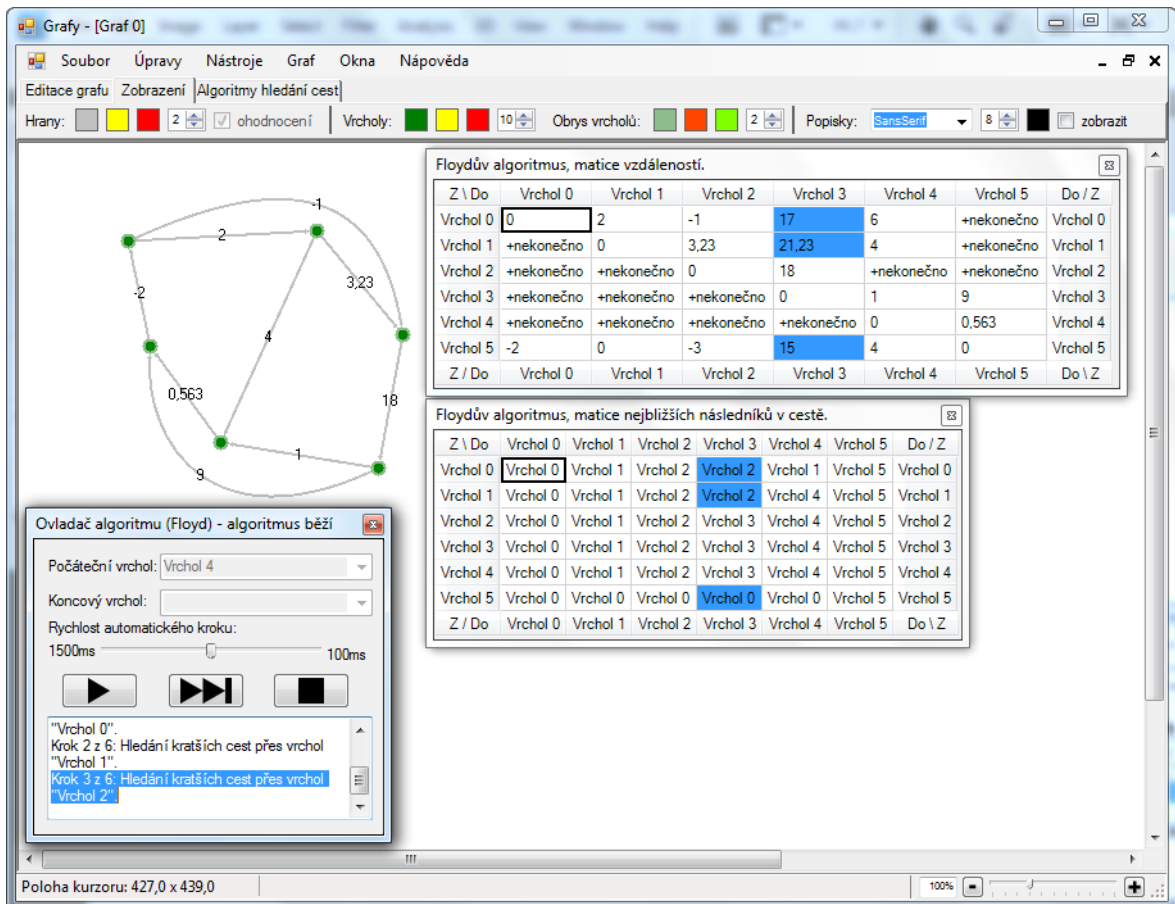 Grafy - [Graf 0]
Soubor Úpravy Nástroje Graf Okna Nápověda
Editace grafu Zobrazení Algoritmy hledání cest
Hrany: 2 ohodnocení Vrcholy: 10 Obrys vrcholů: 2 Popisky: SansSerif 8 zobrazit
-1
2
3,23
-2
4
0,563
18
1
9
Floydův algoritmus, matice vzdáleností.
Z \ Do Vrchol 0 Vrchol 1 Vrchol 2 Vrchol 3 Vrchol 4 Vrchol 5 Do / Z
Vrchol 0 0 2 -1 17 6 +nekonečno Vrchol 0
Vrchol 1 +nekonečno 0 3,23 21,23 4 +nekonečno Vrchol 1
Vrchol 2 +nekonečno +nekonečno 0 18 +nekonečno +nekonečno Vrchol 2
Vrchol 3 +nekonečno +nekonečno +nekonečno 0 1 9 Vrchol 3
Vrchol 4 +nekonečno +nekonečno +nekonečno +nekonečno 0 0,563 Vrchol 4
Vrchol 5 -2 0 -3 15 4 0 Vrchol 5
Z / Do Vrchol 0 Vrchol 1 Vrchol 2 Vrchol 3 Vrchol 4 Vrchol 5 Do \ Z
Floydův algoritmus, matice nejbližších následníků v cestě.
Z \ Do Vrchol 0 Vrchol 1 Vrchol 2 Vrchol 3 Vrchol 4 Vrchol 5 Do / Z
Vrchol 0 Vrchol 0 Vrchol 1 Vrchol 2 Vrchol 2 Vrchol 1 Vrchol 5 Vrchol 0
Vrchol 1 Vrchol 0 Vrchol 1 Vrchol 2 Vrchol 2 Vrchol 4 Vrchol 5 Vrchol 1
Vrchol 2 Vrchol 0 Vrchol 1 Vrchol 2 Vrchol 3 Vrchol 4 Vrchol 5 Vrchol 2
Vrchol 3 Vrchol 0 Vrchol 1 Vrchol 2 Vrchol 3 Vrchol 4 Vrchol 5 Vrchol 3
Vrchol 4 Vrchol 0 Vrchol 1 Vrchol 2 Vrchol 3 Vrchol 4 Vrchol 5 Vrchol 4
Vrchol 5 Vrchol 0 Vrchol 0 Vrchol 0 Vrchol 0 Vrchol 0 Vrchol 5 Vrchol 5
Z / Do Vrchol 0 Vrchol 1 Vrchol 2 Vrchol 3 Vrchol 4 Vrchol 5 Do \ Z
Ovladač algoritmu (Floyd) - algoritmus běží
Počáteční vrchol: Vrchol 4
Koncový vrchol:
Rychlost automatického kroku:
1500ms 100ms
"Vrchol 0".
Krok 2 z 6: Hledání kratších cest přes vrchol
"Vrchol 1".
Krok 3 z 6: Hledání kratších cest přes vrchol
"Vrchol 2".
Poloha kurzoru: 427,0 x 439,0
100%